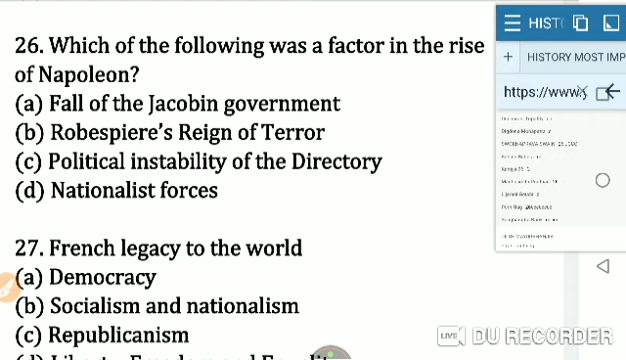 26. Which of the following was a factor in the rise
of Napoleon?
(a) Fall of the Jacobin government
(b) Robespiere's Reign of Terror
(c) Political instability of the Directory
(d) Nationalist forces
27. French legacy to the world
(a) Democracy
(b) Socialism and nationalism
(c) Republicanism
HIST
+ HISTORY MOST IMP
https://www.y
LIVE DU RECORDER